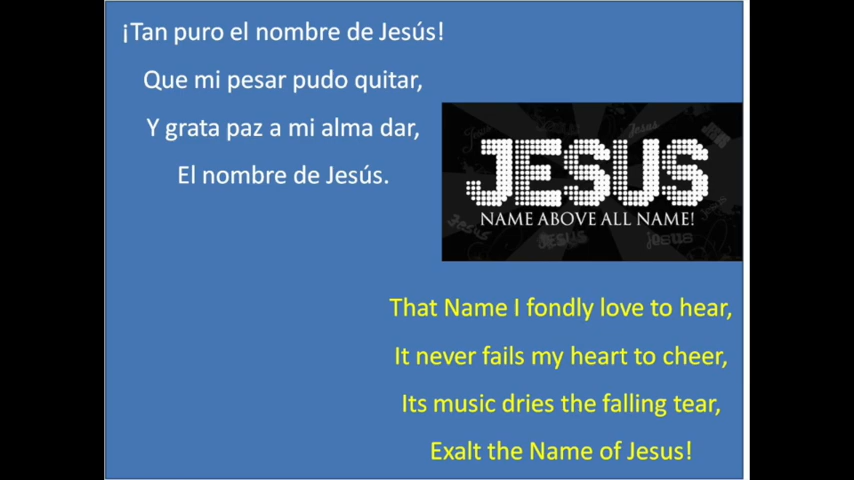 ¡Tan puro el nombre de Jesús!
Que mi pesar pudo quitar,
Y grata paz a mi alma dar,
El nombre de Jesús.
JESUS
NAME ABOVE ALL NAME!
That Name I fondly love to hear,
It never fails my heart to cheer,
Its music dries the falling tear,
Exalt the Name of Jesus!